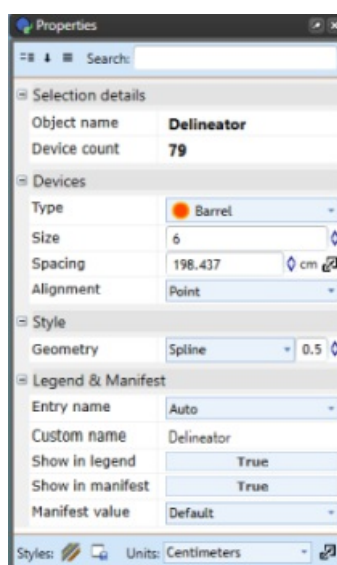 Properties
Search:
Selection details
Object name Delineator
Device count 79
Devices
Type Barrel
Size 6
Spacing 198.437 cm
Alignment Point
Style
Geometry Spline 0.5
Legend & Manifest
Entry name Auto
Custom name Delineator
Show in legend True
Show in manifest True
Manifest value Default
Styles: Units: Centimeters